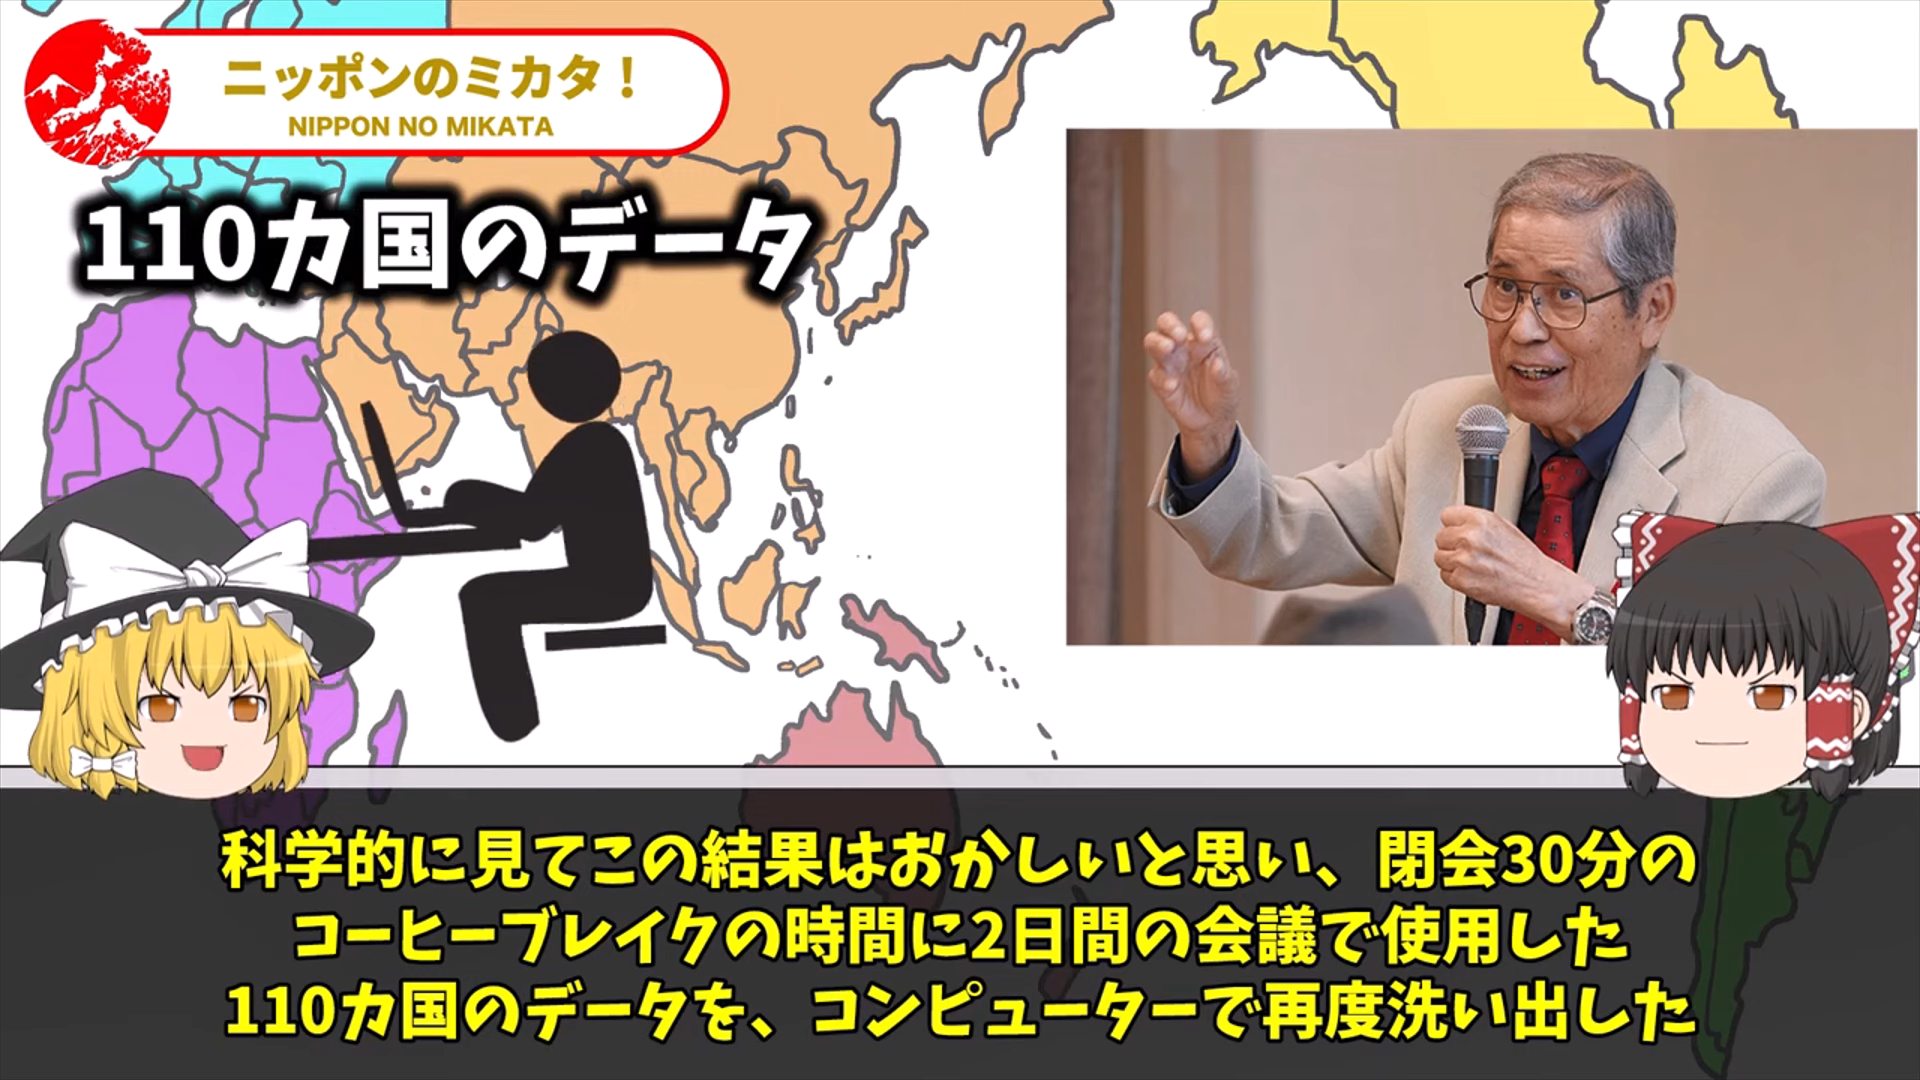 ニッポンのミカタ！
NIPPON NO MIKATA
110カ国のデータ
科学的に見てこの結果はおかしいと思い、閉会30分の
コーヒーブレイクの時間に2日間の会議で使用した
110カ国のデータを、コンピューターで再度洗い出した